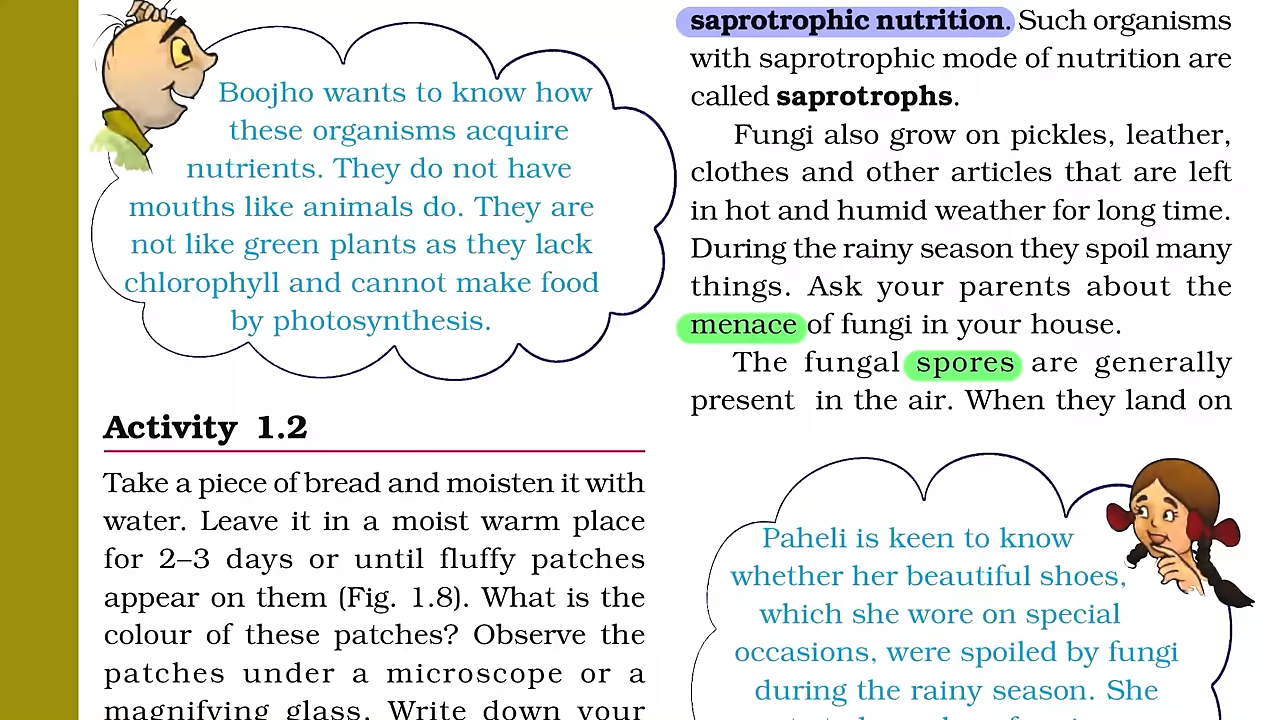 Boojho wants to know how
these organisms acquire
nutrients. They do not have
mouths like animals do. They are
not like green plants as they lack
chlorophyll and cannot make food
by photosynthesis.
Activity 1.2
Take a piece of bread and moisten it with
water. Leave it in a moist warm place
for 2–3 days or until fluffy patches
appear on them (Fig. 1.8). What is the
colour of these patches? Observe the
patches under a microscope or a
magnifying glass. Write down your
saprotrophic nutrition. Such organisms
with saprotrophic mode of nutrition are
called saprotrophs.
Fungi also grow on pickles, leather,
clothes and other articles that are left
in hot and humid weather for long time.
During the rainy season they spoil many
things. Ask your parents about the
menace of fungi in your house.
The fungal spores are generally
present in the air. When they land on
Paheli is keen to know
whether her beautiful shoes,
which she wore on special
occasions, were spoiled by fungi
during the rainy season. She